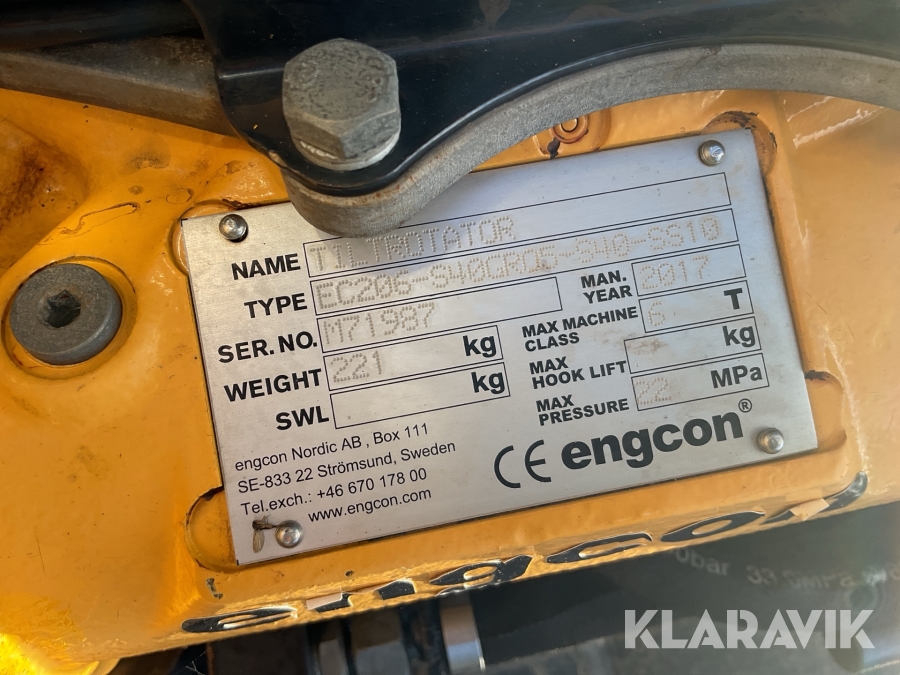 NAME TILTROTATOR
TYPE EC206-S40GR05-S40-SS10
SER. NO. M71987
MAN. YEAR 2017
WEIGHT 221 kg
MAX MACHINE CLASS 6 T
SWL kg
MAX HOOK LIFT kg
MAX PRESSURE 22 MPa
engcon Nordic AB , Box 111
SE-833 22 Strömsund, Sweden
Tel.exch.: +46 670 178 00
www.engcon.com
CE engcon®
engcon
KLARAVIK